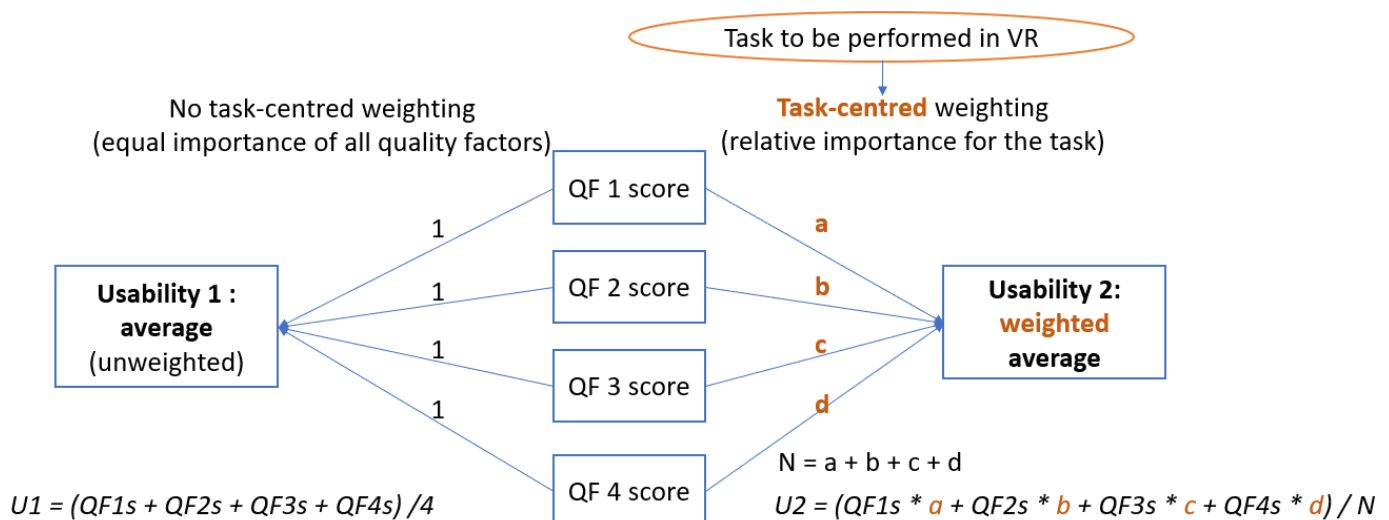 Task to be performed in VR
No task-centred weighting
(equal importance of all quality factors)
Task-centred weighting
(relative importance for the task)
QF 1 score
1
a
QF 2 score
1
b
Usability 1 :
average
(unweighted)
Usability 2:
weighted
average
1
c
QF 3 score
1
d
N = a + b + c + d
QF 4 score
U1 = (QF1s + QF2s + QF3s + QF4s) /4
U2 = (QF1s * a + QF2s * b + QF3s * c + QF4s * d) / N